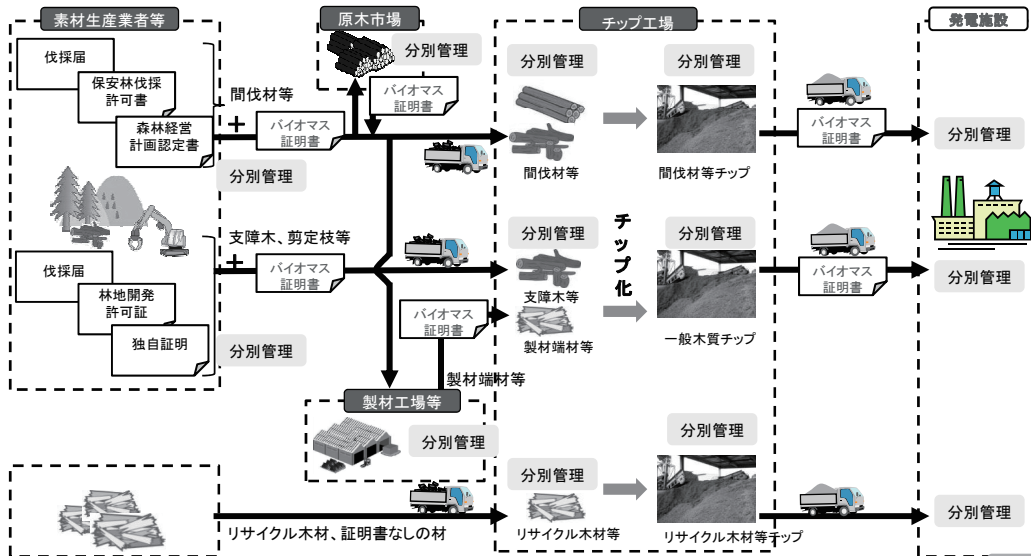 素材生産業者等
原木市場
チップ工場
発電施設
伐採届
保安林伐採
許可書
森林経営
計画認定書
間伐材等
+
バイオマス
証明書
分別管理
分別管理
バイオマス
証明書
分別管理
間伐材等
分別管理
間伐材等チップ
バイオマス
証明書
分別管理
伐採届
林地開発
許可証
独自証明
分別管理
支障木、剪定枝等
+
バイオマス
証明書
バイオマス
証明書
製材端材等
分別管理
支障木等
製材端材等
チップ化
分別管理
一般木質チップ
バイオマス
証明書
分別管理
製材工場等
分別管理
リサイクル木材、証明書なしの材
分別管理
リサイクル木材等
分別管理
リサイクル木材等チップ
分別管理